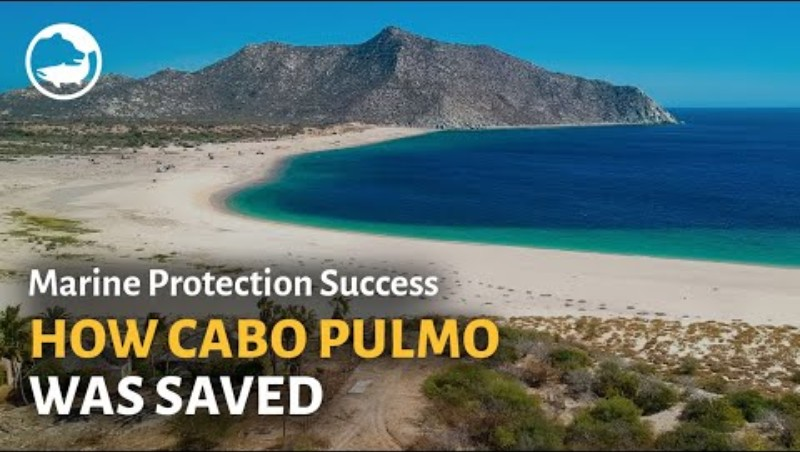 Marine Protection Success
HOW CABO PULMO
WAS SAVED